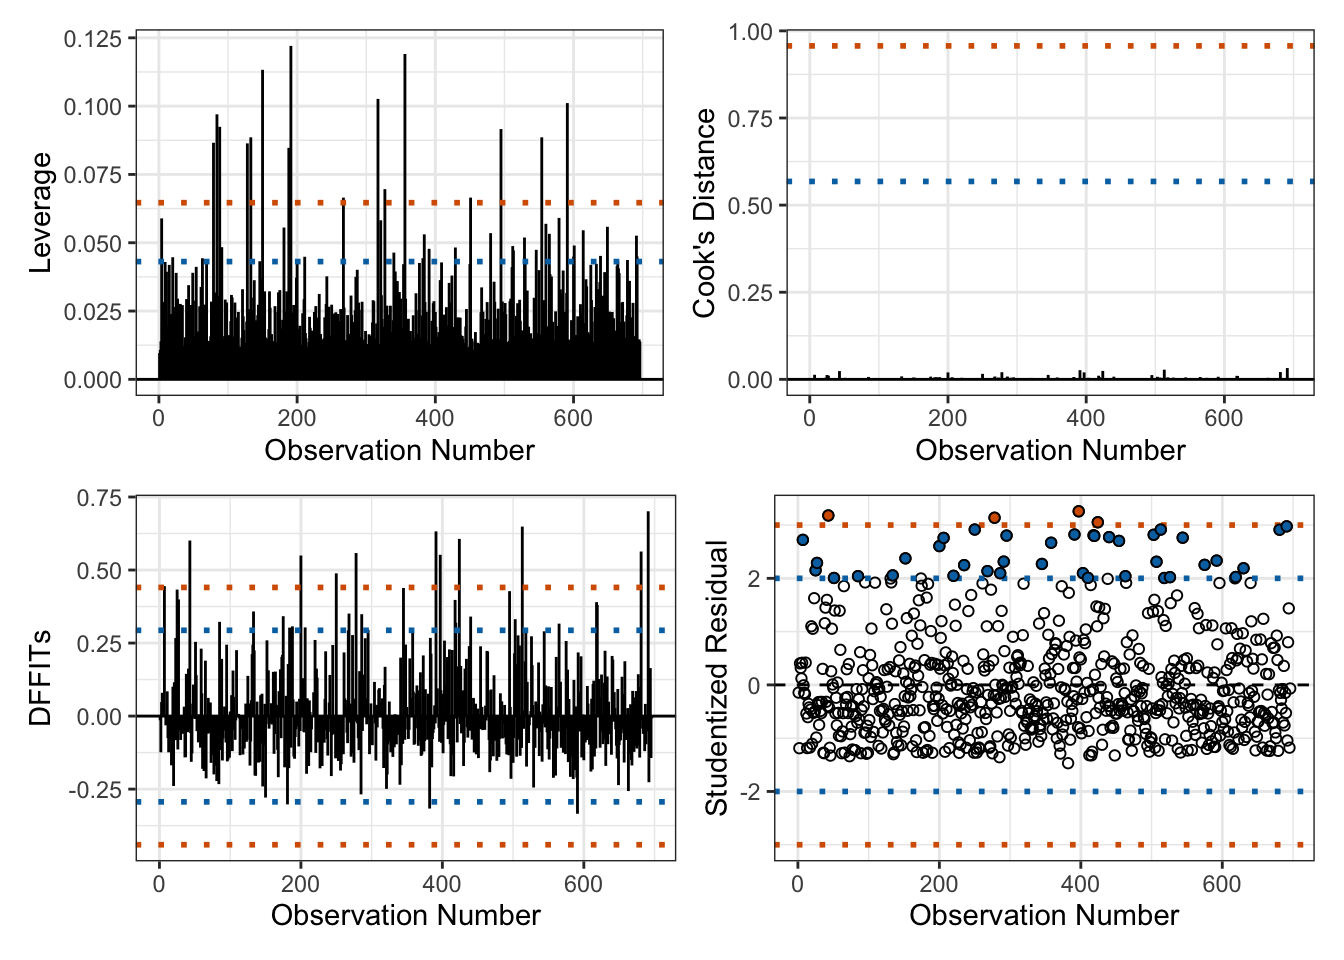 0.125
0.100
0.075
0.050
0.025
0.000
Leverage
0 200 400 600
Observation Number
1.00
0.75
0.50
0.25
0.00
Cook's Distance
0 200 400 600
Observation Number
0.75
0.50
0.25
0.00
-0.25
DFFITs
0 200 400 600
Observation Number
2
0
-2
Studentized Residual
0 200 400 600
Observation Number